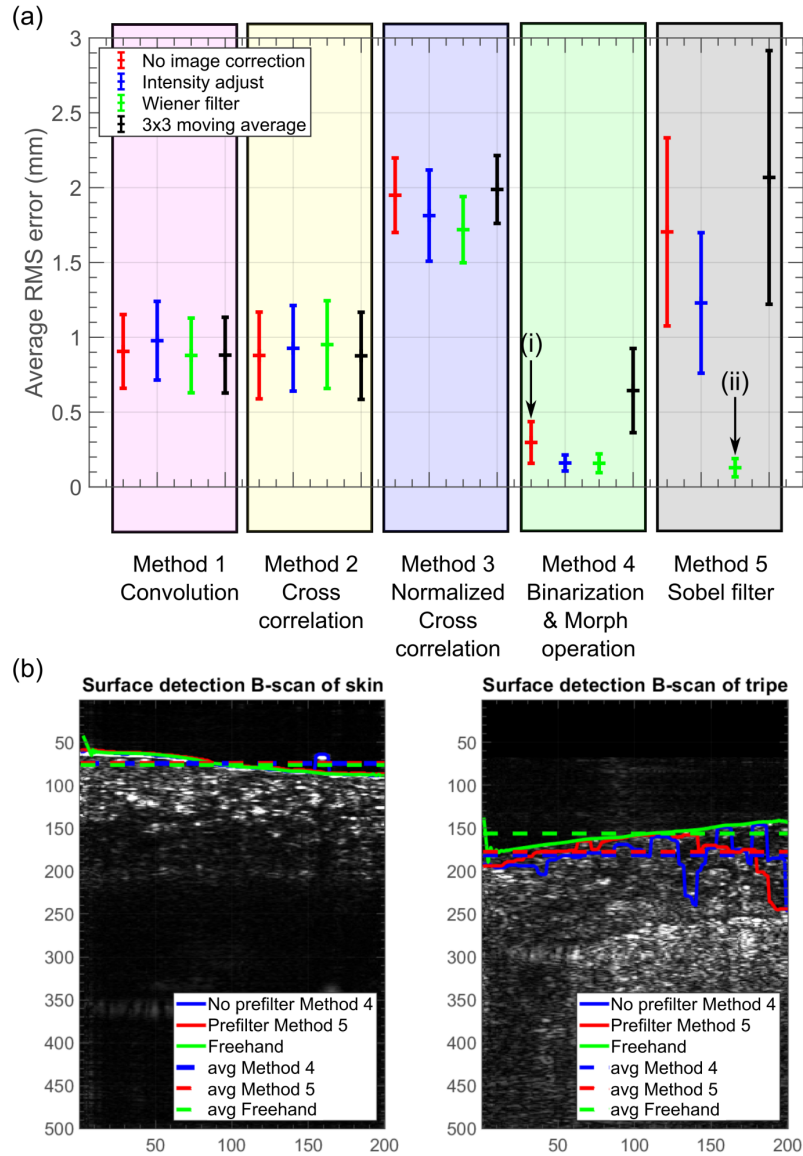 (a)
3
2.5
2
1.5
1
0.5
0
Average RMS error (mm)
No image correction
Intensity adjust
Wiener filter
3x3 moving average
(i)
(ii)
Method 1
Convolution
Method 2
Cross
correlation
Method 3
Normalized
Cross
correlation
Method 4
Binarization
& Morph
operation
Method 5
Sobel filter
(b)
Surface detection B-scan of skin
50
100
150
200
250
300
350
400
450
500
50
100
150
200
No prefilter Method 4
Prefilter Method 5
Freehand
avg Method 4
avg Method 5
avg Freehand
Surface detection B-scan of tripe
50
100
150
200
250
300
350
400
450
500
50
100
150
200
No prefilter Method 4
Prefilter Method 5
Freehand
avg Method 4
avg Method 5
avg Freehand